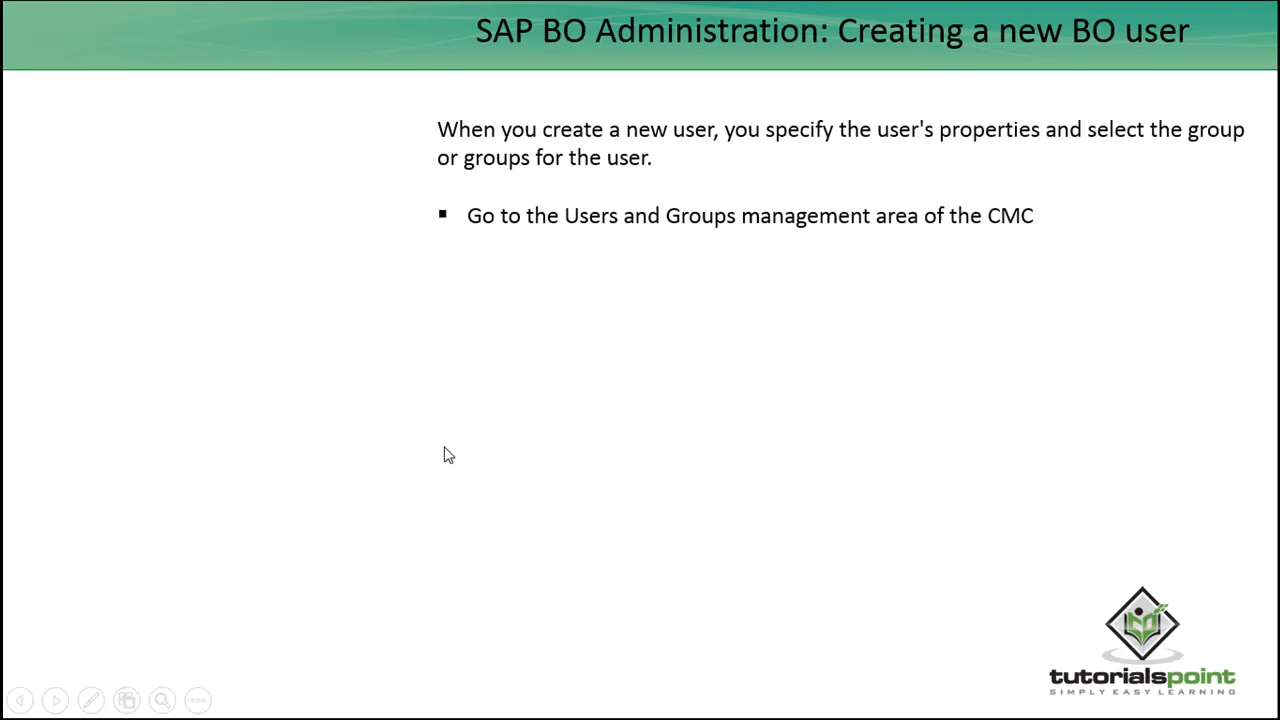 SAP BO Administration: Creating a new BO user
When you create a new user, you specify the user's properties and select the group
or groups for the user.
▪ Go to the Users and Groups management area of the CMC
tutorialspoint
SIMPLY EASY LEARNING